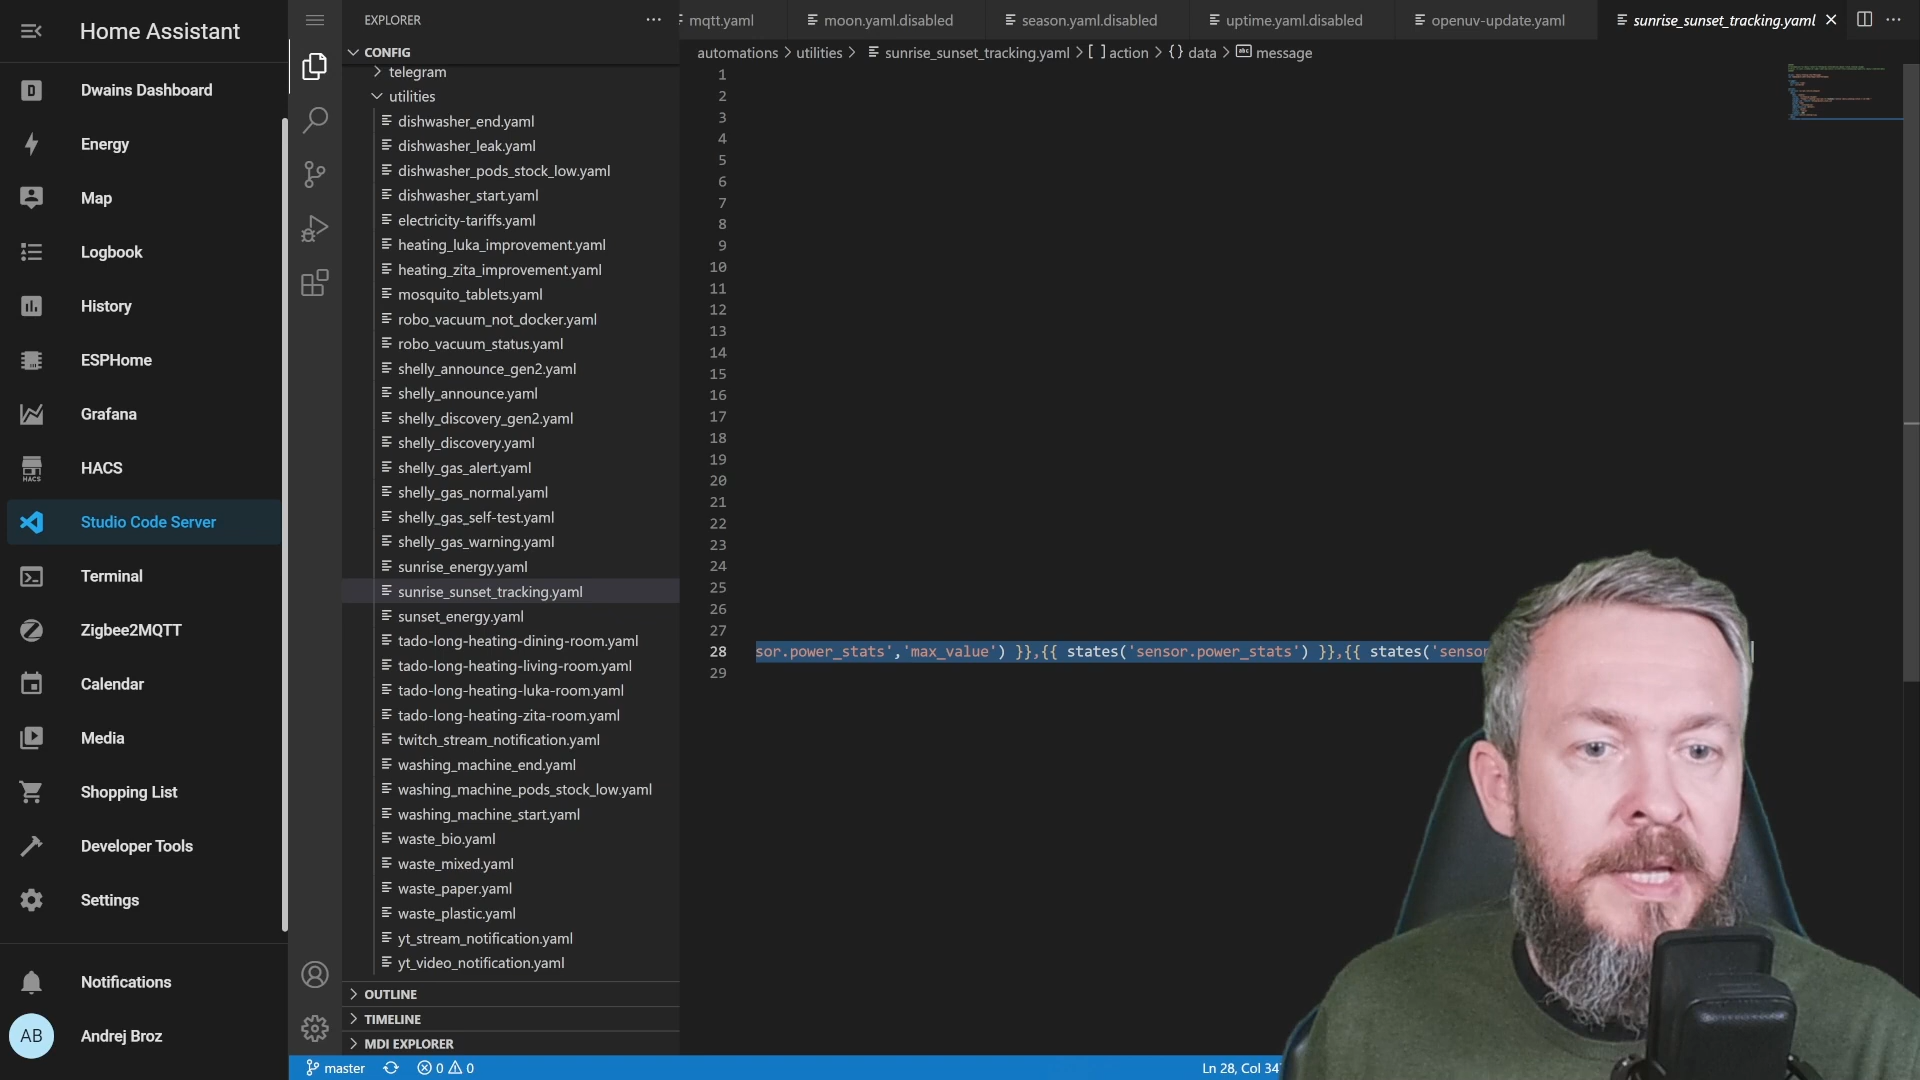 Home Assistant
Dwains Dashboard
Energy
Map
Logbook
History
ESPHome
Grafana
HACS
HACS
Studio Code Server
Terminal
Zigbee2MQTT
Calendar
Media
Shopping List
Developer Tools
Settings
Notifications
AB
Andrej Broz
EXPLORER
CONFIG
telegram
utilities
dishwasher_end.yaml
dishwasher_leak.yaml
dishwasher_pods_stock_low.yaml
dishwasher_start.yaml
electricity-tariffs.yaml
heating_luka_improvement.yaml
heating_zita_improvement.yaml
mosquito_tablets.yaml
robo_vacuum_not_docker.yaml
robo_vacuum_status.yaml
shelly_announce_gen2.yaml
shelly_announce.yaml
shelly_discovery_gen2.yaml
shelly_discovery.yaml
shelly_gas_alert.yaml
shelly_gas_normal.yaml
shelly_gas_self-test.yaml
shelly_gas_warning.yaml
sunrise_energy.yaml
sunrise_sunset_tracking.yaml
sunset_energy.yaml
tado-long-heating-dining-room.yaml
tado-long-heating-living-room.yaml
tado-long-heating-luka-room.yaml
tado-long-heating-zita-room.yaml
twitch_stream_notification.yaml
washing_machine_end.yaml
washing_machine_pods_stock_low.yaml
washing_machine_start.yaml
waste_bio.yaml
waste_mixed.yaml
waste_paper.yaml
waste_plastic.yaml
yt_stream_notification.yaml
yt_video_notification.yaml
OUTLINE
TIMELINE
MDI EXPLORER
mqtt.yaml moon.yaml.disabled season.yaml.disabled uptime.yaml.disabled openuv-update.yaml sunrise_sunset_tracking.yaml
automations > utilities > sunrise_sunset_tracking.yaml > [ ] action > { } data > abc message
1
2
3
4
5
6
7
8
9
10
11
12
13
14
15
16
17
18
19
20
21
22
23
24
25
26
27
28 sor.power_stats','max_value') }},{{ states('sensor.power_stats') }},{{ states('sensor
29
master 0 0 Ln 28, Col 34